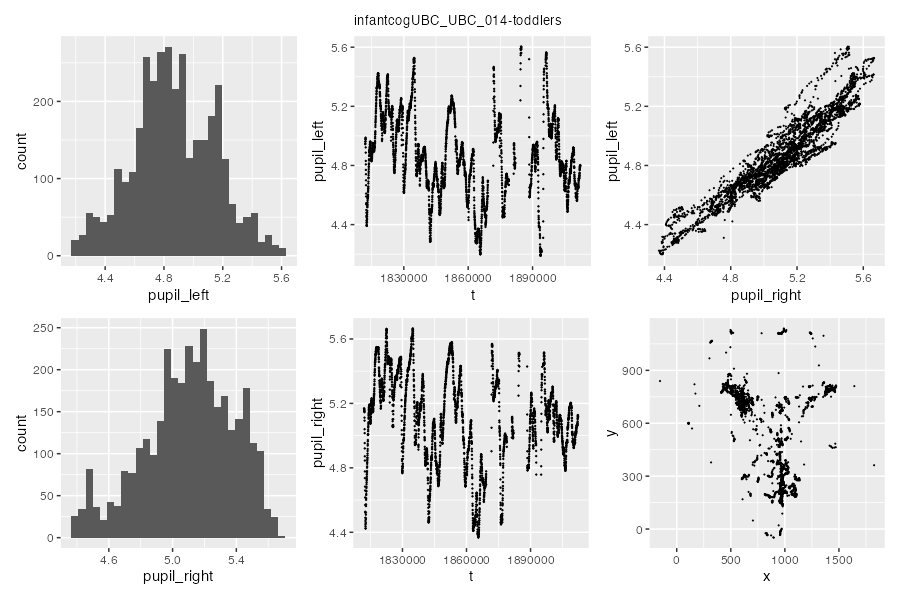 infantcogUBC_UBC_014-toddlers
count
200
100
0
4.4 4.8 5.2 5.6
pupil_left
pupil_left
5.6
5.2
4.8
4.4
1830000 1860000 1890000
t
pupil_left
5.6
5.2
4.8
4.4
4.4 4.8 5.2 5.6
pupil_right
count
250
200
150
100
50
0
4.6 5.0 5.4
pupil_right
pupil_right
5.6
5.2
4.8
4.4
1830000 1860000 1890000
t
y
900
600
300
0
0 500 1000 1500
x